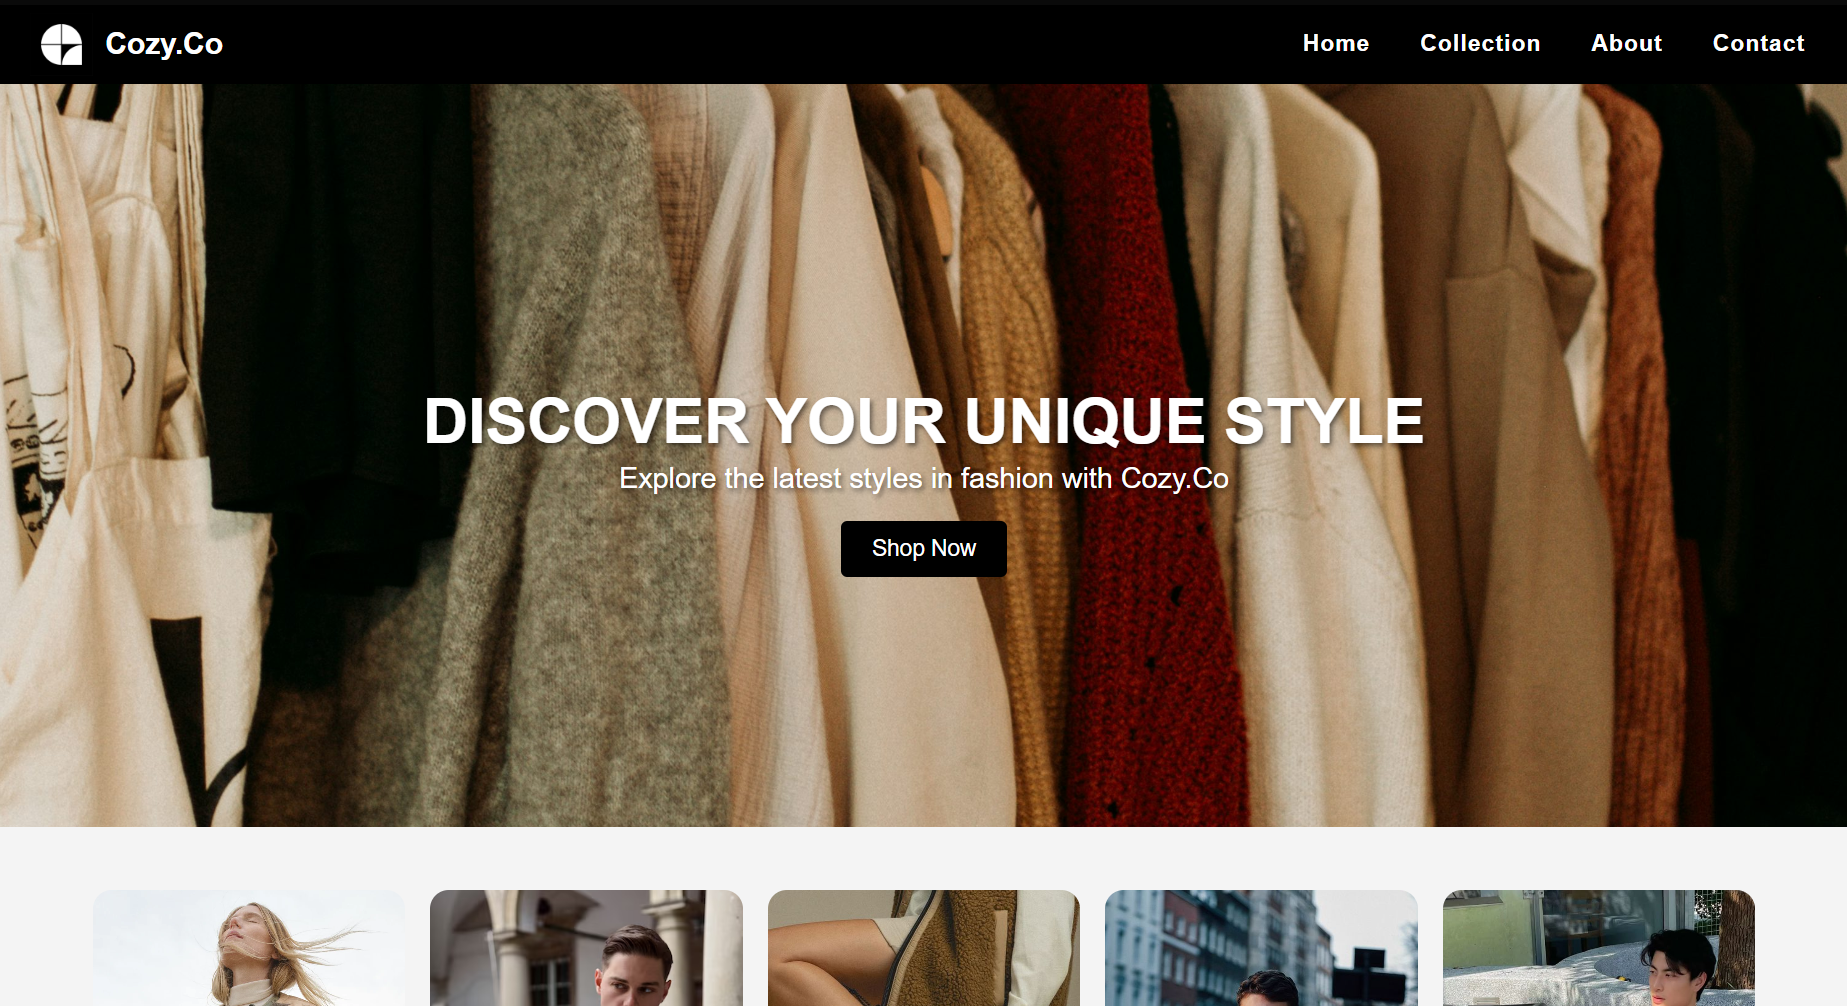 Cozy.Co
Home Collection About Contact
DISCOVER YOUR UNIQUE STYLE
Explore the latest styles in fashion with Cozy.Co
Shop Now